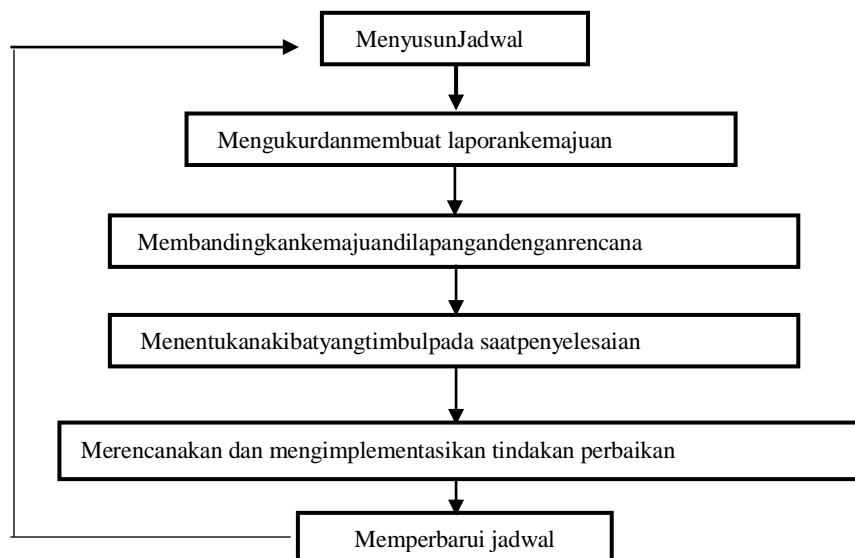 MenyusunJadwal
Mengukurdanmembuat laporankemajuan
Membandingkankemajuandilapangandenganrencana
Menentukanakibatyangtimbulpada saatpenyelesaian
Merencanakan dan mengimplementasikan tindakan perbaikan
Memperbarui jadwal